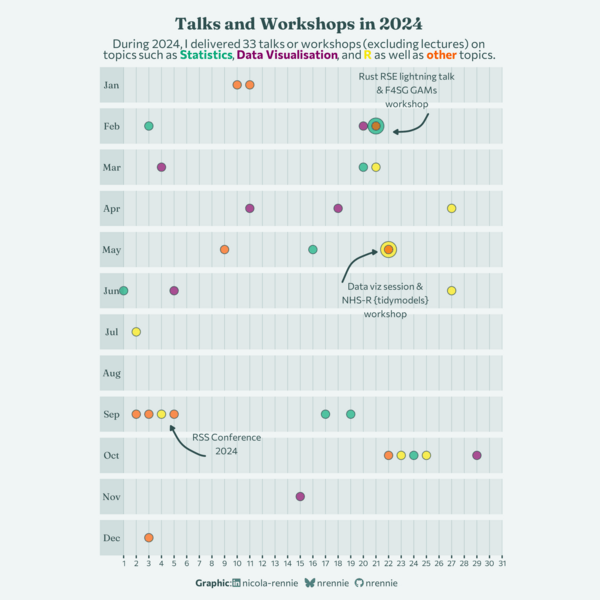 Talks and Workshops in 2024
During 2024, I delivered 33 talks or workshops (excluding lectures) on
topics such as Statistics, Data Visualisation, and R as well as other topics.
Jan
Rust RSE lightning talk
& F4SG GAMs
workshop
Feb
Mar
Apr
May
Data viz session &
NHS-R {tidymodels}
workshop
Jun
Jul
Aug
Sep
RSS Conference
2024
Oct
Nov
Dec
1 2 3 4 5 6 7 8 9 10 11 12 13 14 15 16 17 18 19 20 21 22 23 24 25 26 27 28 29 30 31
Graphic: nicola-rennie nrennie nrennie